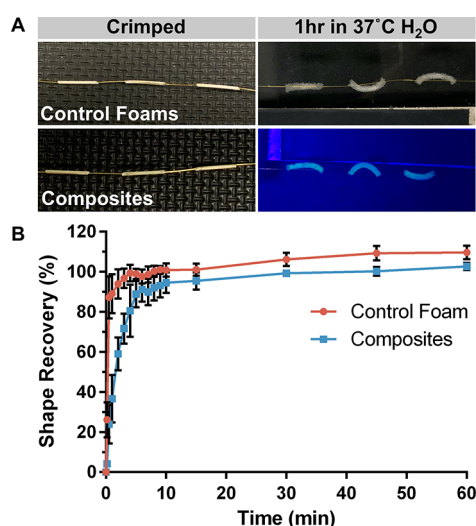 A
Crimped
1hr in 37˚C H₂O
Control Foams
Composites
B
Shape Recovery (%)
120
100
80
60
40
20
0
Control Foam
Composites
0
10
20
30
40
50
60
Time (min)